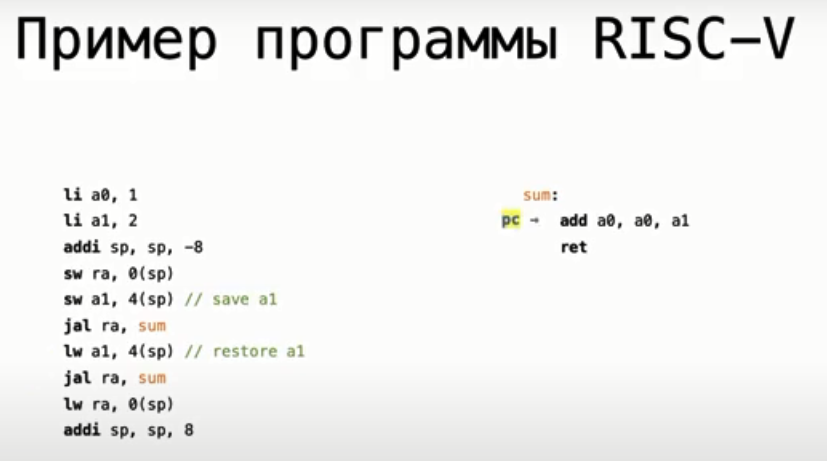 Пример программы RISC-V
li a0, 1
li a1, 2
addi sp, sp, -8
sw ra, 0(sp)
sw a1, 4(sp) // save a1
jal ra, sum
lw a1, 4(sp) // restore a1
jal ra, sum
lw ra, 0(sp)
addi sp, sp, 8
sum:
pc → add a0, a0, a1
ret